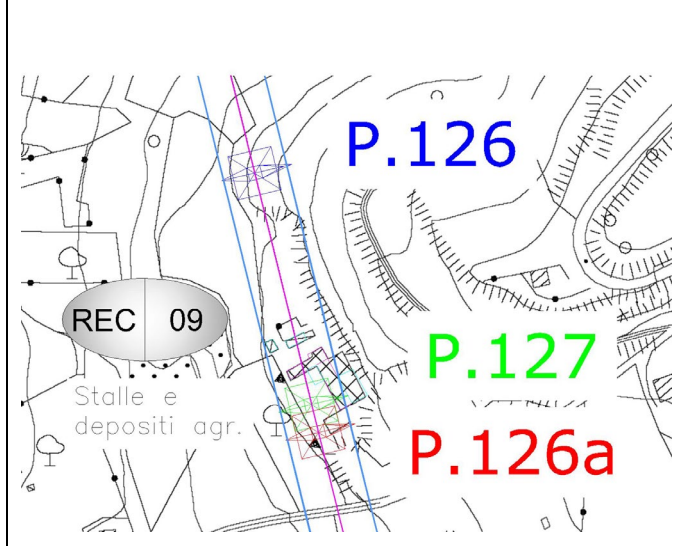 P.126
REC 09
P.127
Stalle e
depositi agr.
P.126a